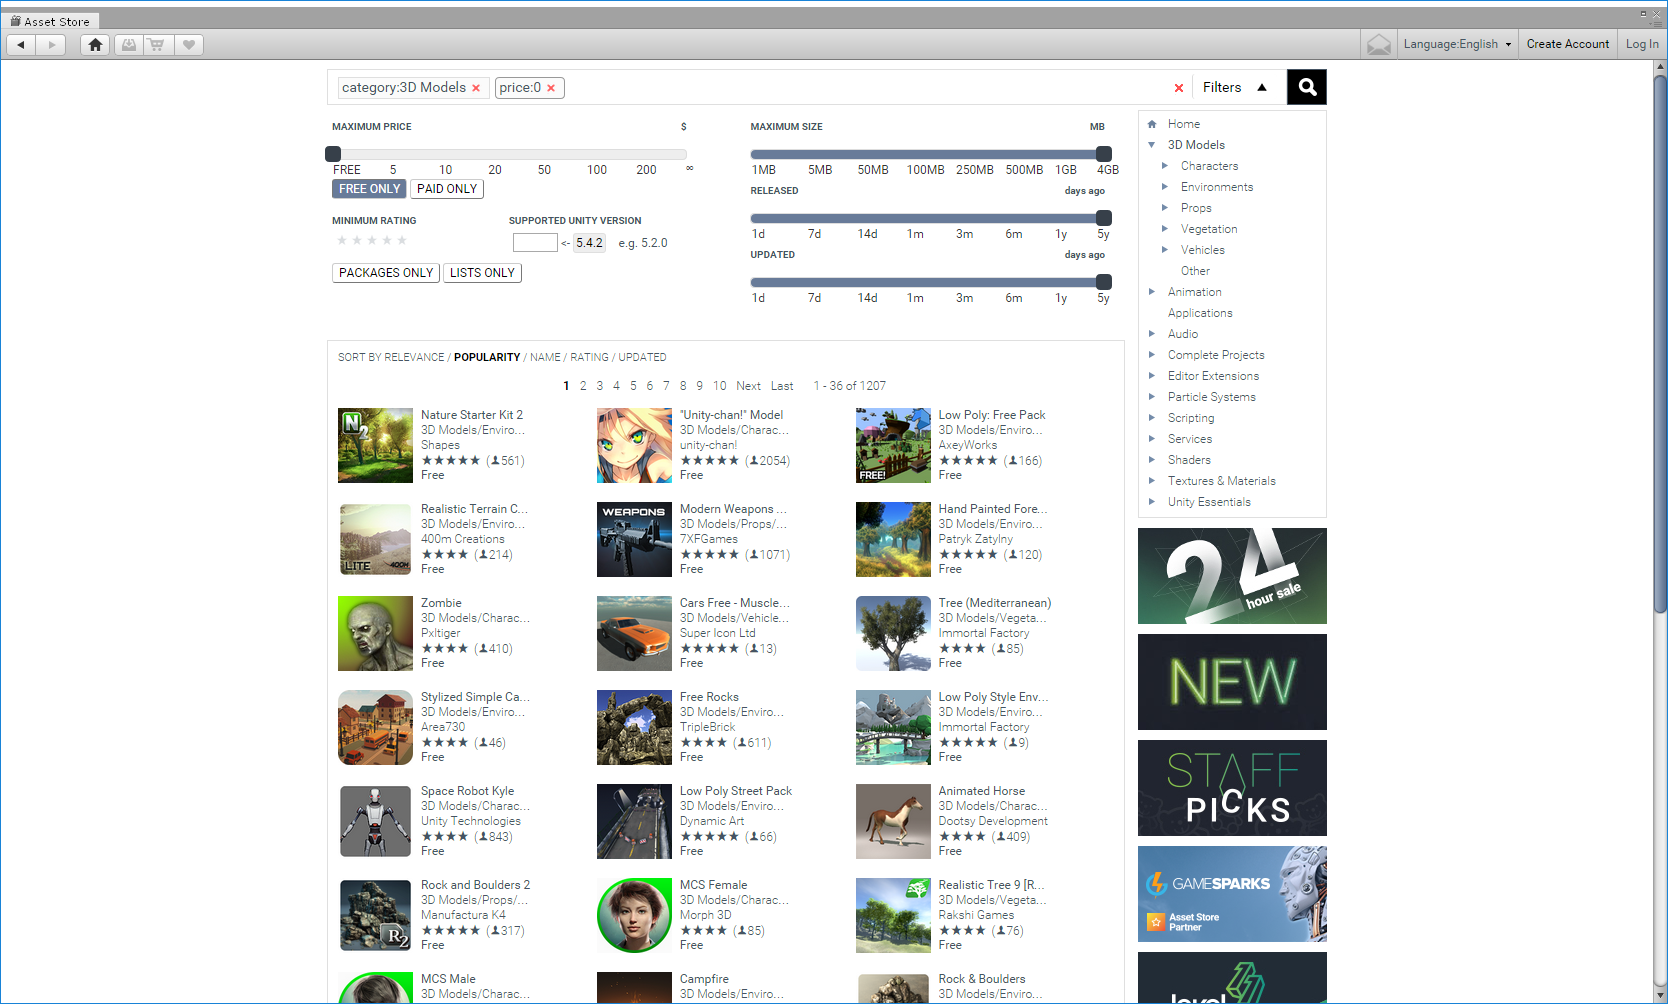 Asset Store
Language:English
Create Account
Log In
category:3D Models
price:0
Filters
MAXIMUM PRICE $
FREE 5 10 20 50 100 200 ∞
FREE ONLY PAID ONLY
MINIMUM RATING
SUPPORTED UNITY VERSION
<- 5.4.2 e.g. 5.2.0
PACKAGES ONLY LISTS ONLY
MAXIMUM SIZE MB
1MB 5MB 50MB 100MB 250MB 500MB 1GB 4GB
RELEASED days ago
1d 7d 14d 1m 3m 6m 1y 5y
UPDATED days ago
1d 7d 14d 1m 3m 6m 1y 5y
SORT BY RELEVANCE / POPULARITY / NAME / RATING / UPDATED
1 2 3 4 5 6 7 8 9 10 Next Last 1 - 36 of 1207
N2
Nature Starter Kit 2
3D Models/Enviro...
Shapes
★★★★★ (561)
Free
"Unity-chan!" Model
3D Models/Charac...
unity-chan!
★★★★★ (2054)
Free
FREE!
Low Poly: Free Pack
3D Models/Enviro...
AxeyWorks
★★★★★ (166)
Free
LITE 400M
Realistic Terrain C...
3D Models/Enviro...
400m Creations
★★★★ (214)
Free
WEAPONS
Modern Weapons ...
3D Models/Props/...
7XFGames
★★★★★ (1071)
Free
Hand Painted Fore...
3D Models/Enviro...
Patryk Zatylny
★★★★★ (120)
Free
Zombie
3D Models/Charac...
Pxltiger
★★★★ (410)
Free
Cars Free - Muscle...
3D Models/Vehicle...
Super Icon Ltd
★★★★★ (13)
Free
Tree (Mediterranean)
3D Models/Vegeta...
Immortal Factory
★★★★ (85)
Free
Stylized Simple Ca...
3D Models/Enviro...
Area730
★★★★ (46)
Free
Free Rocks
3D Models/Enviro...
TripleBrick
★★★★ (611)
Free
Low Poly Style Env...
3D Models/Enviro...
Immortal Factory
★★★★★ (9)
Free
Space Robot Kyle
3D Models/Charac...
Unity Technologies
★★★★ (843)
Free
Low Poly Street Pack
3D Models/Enviro...
Dynamic Art
★★★★★ (66)
Free
Animated Horse
3D Models/Charac...
Dootsy Development
★★★★ (409)
Free
R2
Rock and Boulders 2
3D Models/Props/...
Manufactura K4
★★★★★ (317)
Free
MCS Female
3D Models/Charac...
Morph 3D
★★★★ (85)
Free
Realistic Tree 9 [R...
3D Models/Vegeta...
Rakshi Games
★★★★ (76)
Free
MCS Male
3D Models/Charac...
Campfire
3D Models/Enviro...
Rock & Boulders
3D Models/Enviro...
Home
3D Models
Characters
Environments
Props
Vegetation
Vehicles
Other
Animation
Applications
Audio
Complete Projects
Editor Extensions
Particle Systems
Scripting
Services
Shaders
Textures & Materials
Unity Essentials
24
hour sale
NEW
STAFF
PICKS
GAMESPARKS
Asset Store
Partner
level